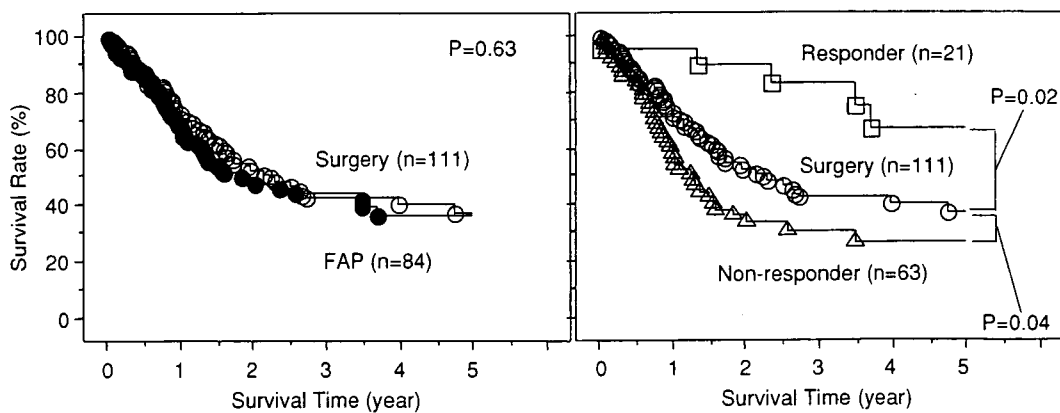 Survival Rate (%)
100
80
60
40
20
0
P=0.63
Surgery (n=111)
FAP (n=84)
0 1 2 3 4 5
Survival Time (year)
Responder (n=21)
P=0.02
Surgery (n=111)
Non-responder (n=63)
P=0.04
0 1 2 3 4 5
Survival Time (year)